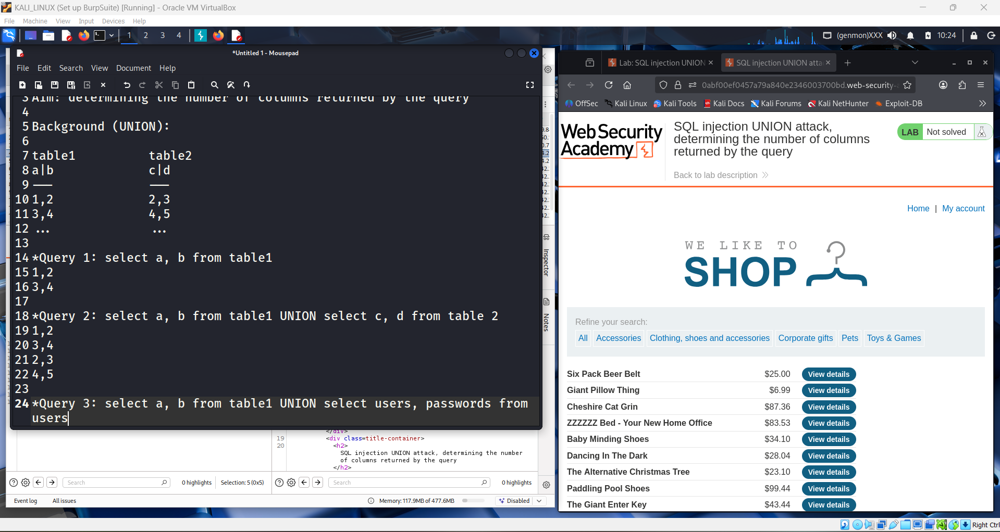 KALI_LINUX (Set up BurpSuite) [Running] - Oracle VM VirtualBox
File Machine View Input Devices Help
1 2 3 4
(genmon)XXX 10:24
*Untitled 1 - Mousepad
File Edit Search View Document Help
3 Aim: determining the number of columns returned by the query
4
5 Background (UNION):
6
7 table1 table2
8 a|b c|d
9 --- ---
10 1,2 2,3
11 3,4 4,5
12 ... ...
13
14 *Query 1: select a, b from table1
15 1,2
16 3,4
17
18 *Query 2: select a, b from table1 UNION select c, d from table 2
19 1,2
20 3,4
21 2,3
22 4,5
23
24 *Query 3: select a, b from table1 UNION select users, passwords from
users
Inspector
Notes
</div>
19 <div class=title-container>
20 <h2>
SQL injection UNION attack, determining the number
of columns returned by the query
</h2>
Search 0 highlights Selection: 5 (0x5)
Search 0 highlights
Event log All issues Memory: 117.9MB of 477.6MB Disabled
Lab: SQL injection UNION SQL injection UNION atta
0abf00ef0457a79a840e2346003700bd.web-security-
OffSec Kali Linux Kali Tools Kali Docs Kali Forums Kali NetHunter Exploit-DB
Web Security
Academy
SQL injection UNION attack,
determining the number of columns
returned by the query
LAB Not solved
Back to lab description
Home | My account
WE LIKE TO
SHOP
Refine your search:
All Accessories Clothing, shoes and accessories Corporate gifts Pets Toys & Games
Six Pack Beer Belt $25.00 View details
Giant Pillow Thing $6.99 View details
Cheshire Cat Grin $87.36 View details
ZZZZZZ Bed - Your New Home Office $83.53 View details
Baby Minding Shoes $34.10 View details
Dancing In The Dark $28.04 View details
The Alternative Christmas Tree $23.10 View details
Paddling Pool Shoes $99.44 View details
The Giant Enter Key $43.44 View details
Right Ctrl